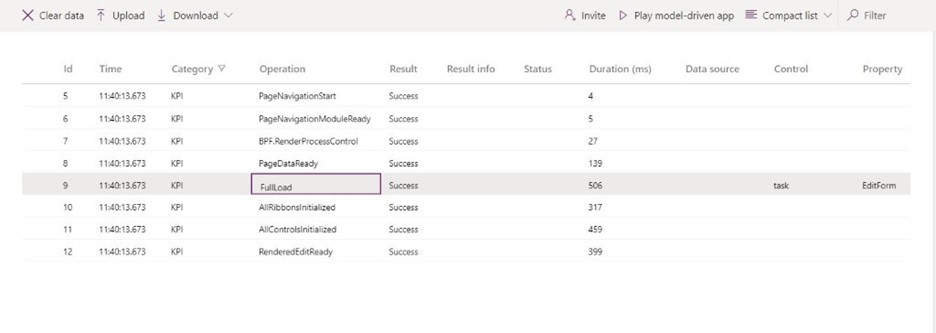 Clear data Upload Download Invite Play model-driven app Compact list Filter
Id Time Category Operation Result Result info Status Duration (ms) Data source Control Property
5 11:40:13.673 KPI PageNavigationStart Success 4
6 11:40:13.673 KPI PageNavigationModuleReady Success 5
7 11:40:13.673 KPI BPF.RenderProcessControl Success 27
8 11:40:13.673 KPI PageDataReady Success 139
9 11:40:13.673 KPI FullLoad Success 506 task EditForm
10 11:40:13.673 KPI AllRibbonsInitialized Success 317
11 11:40:13.673 KPI AllControlsInitialized Success 459
12 11:40:13.673 KPI RenderedEditReady Success 399